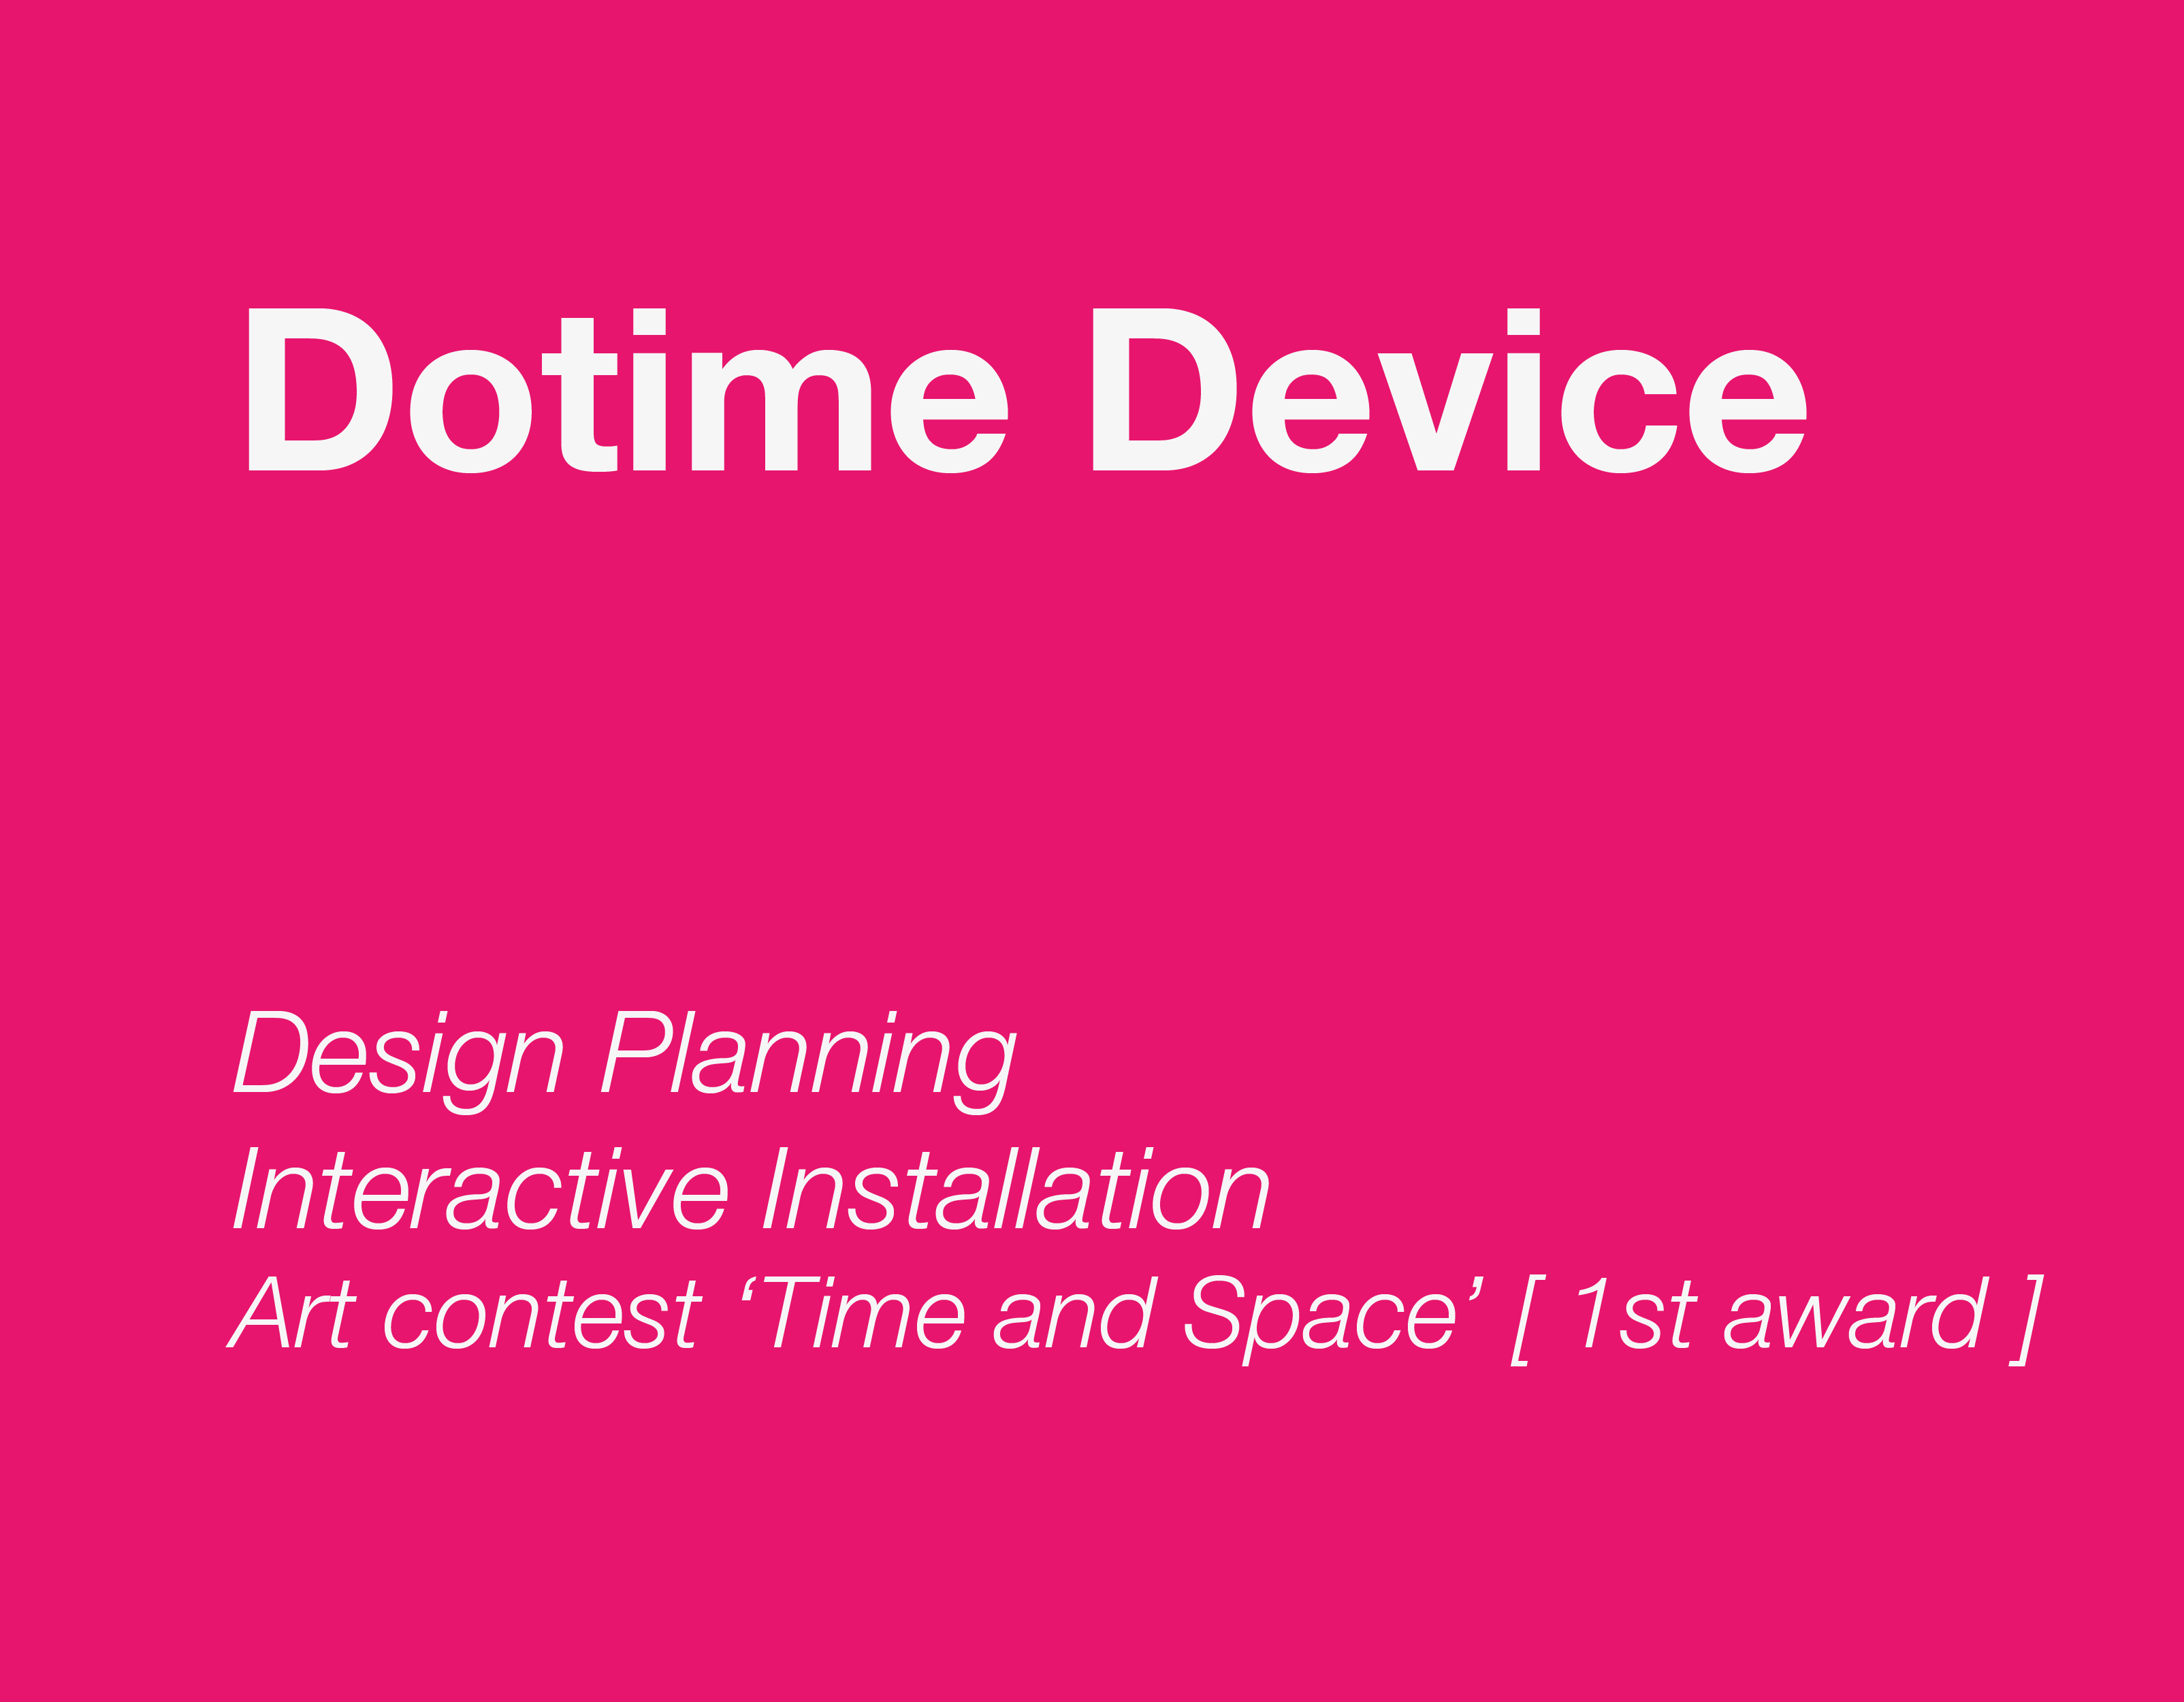 Dotime Device
Design Planning
Interactive Installation
Art contest ‘Time and Space’ [ 1st award ]